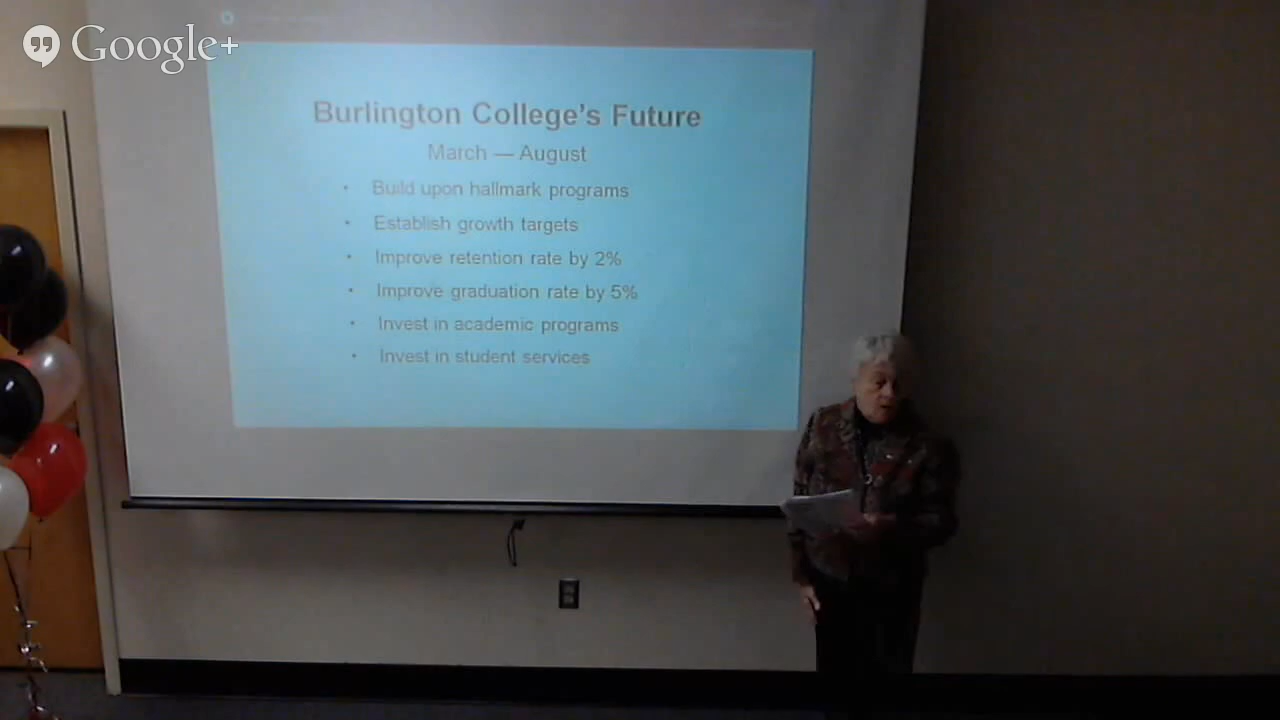 Google+
Burlington College's Future
March — August
• Build upon hallmark programs
• Establish growth targets
• Improve retention rate by 2%
• Improve graduation rate by 5%
• Invest in academic programs
• Invest in student services